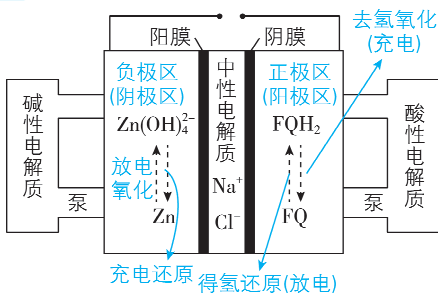 去氢氧化
(充电)
阳膜
阴膜
负极区
(阴极区)
Zn(OH)₄²⁻
放电
氧化
Zn
中性电解质
Na⁺
Cl⁻
正极区
(阳极区)
FQH₂
FQ
碱性电解质
泵
泵
酸性电解质
充电还原
得氢还原(放电)